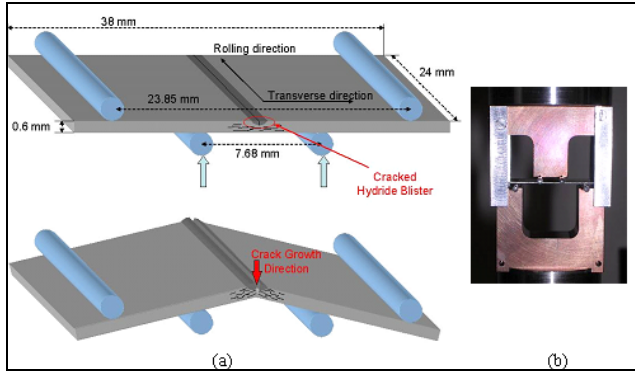 38 mm
Rolling direction
24 mm
Transverse direction
23.85 mm
0.6 mm
7.68 mm
Cracked
Hydride Blister
Crack Growth
Direction
(a)
(b)